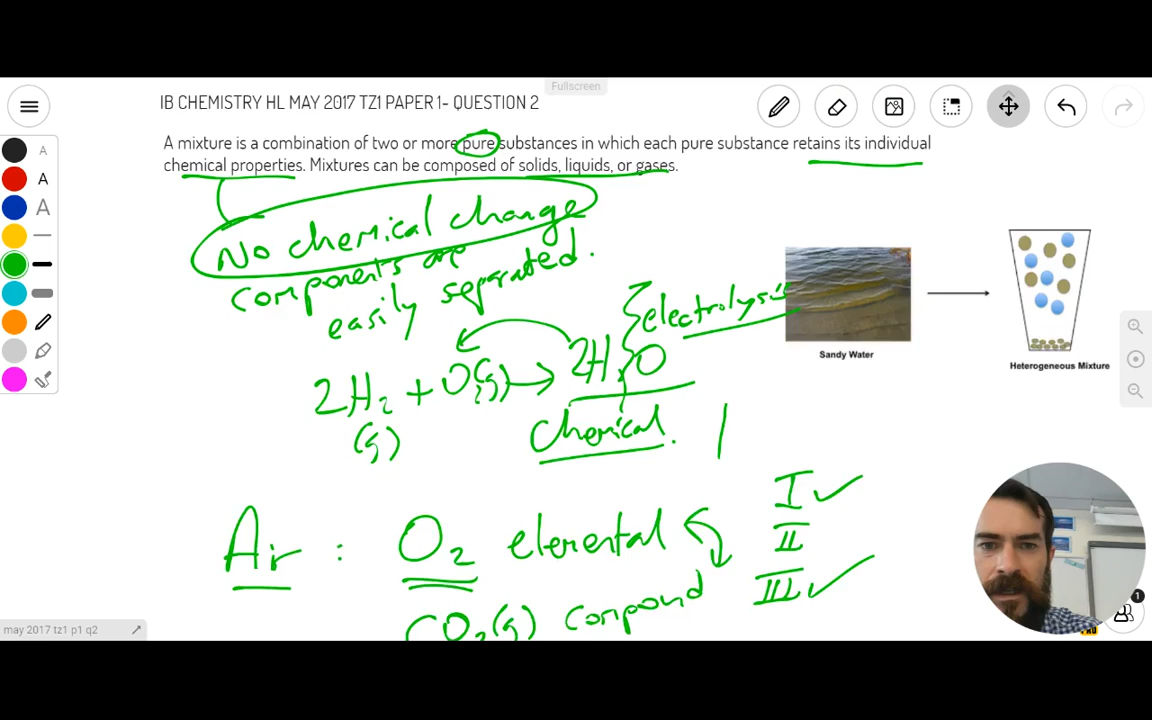 Fullscreen
IB CHEMISTRY HL MAY 2017 TZ1 PAPER 1- QUESTION 2
A mixture is a combination of two or more pure substances in which each pure substance retains its individual
chemical properties. Mixtures can be composed of solids, liquids, or gases.
A
A
A
No chemical change
components are
easily separated.
electrolysis
2H₂ + O₂(g) → 2H₂O
(g)
Chemical.
Sandy Water
Heterogeneous Mixture
I ✓
Air : O₂ elemental
II
III ✓
CO₂(g) compound
1
may 2017 tz1 p1 q2